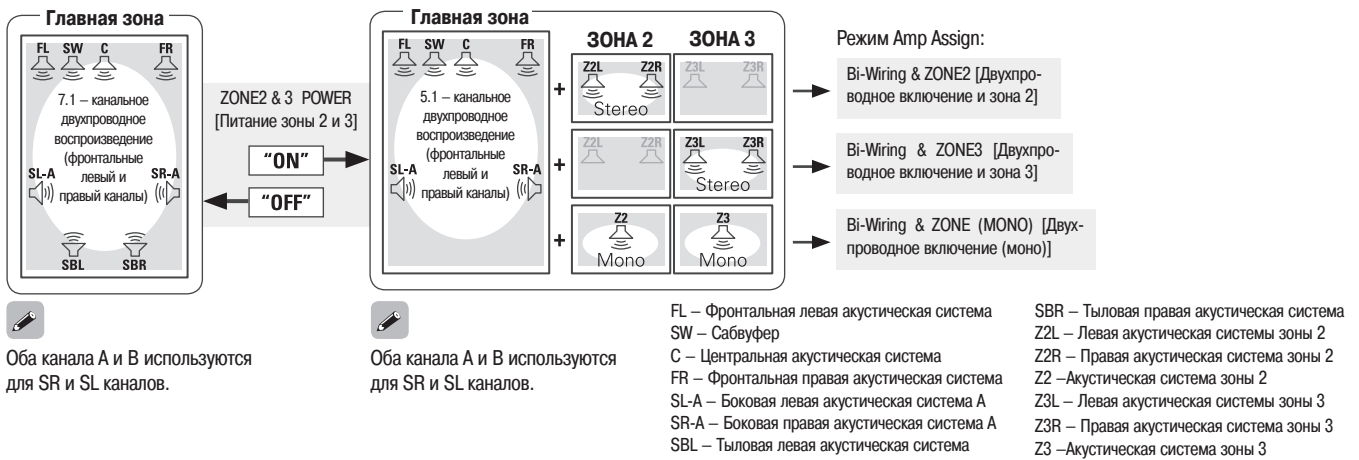 Главная зона
FL SW C FR
7.1 – канальное
двухпроводное
воспроизведение
(фронтальные
левый и
правый каналы)
SL-A SR-A
SBL SBR
ZONE2 & 3 POWER
[Питание зоны 2 и 3]
"ON"
"OFF"
Главная зона
FL SW C FR
5.1 – канальное
двухпроводное
воспроизведение
(фронтальные
левый и
правый каналы)
SL-A SR-A
ЗОНА 2 ЗОНА 3
+ Z2L Z2R Z3L Z3R
Stereo
+ Z2L Z2R Z3L Z3R
Stereo
+ Z2 Z3
Mono Mono
Режим Amp Assign:
Bi-Wiring & ZONE2 [Двухпро-
водное включение и зона 2]
Bi-Wiring & ZONE3 [Двухпро-
водное включение и зона 3]
Bi-Wiring & ZONE (MONO) [Двух-
проводное включение (моно)]
Оба канала А и В используются
для SR и SL каналов.
Оба канала А и В используются
для SR и SL каналов.
FL – Фронтальная левая акустическая система
SW – Сабвуфер
C – Центральная акустическая система
FR – Фронтальная правая акустическая система
SL-A – Боковая левая акустическая система А
SR-A – Боковая правая акустическая система А
SBL – Тыловая левая акустическая система
SBR – Тыловая правая акустическая система
Z2L – Левая акустическая системы зоны 2
Z2R – Правая акустическая система зоны 2
Z2 –Акустическая система зоны 2
Z3L – Левая акустическая системы зоны 3
Z3R – Правая акустическая система зоны 3
Z3 –Акустическая система зоны 3